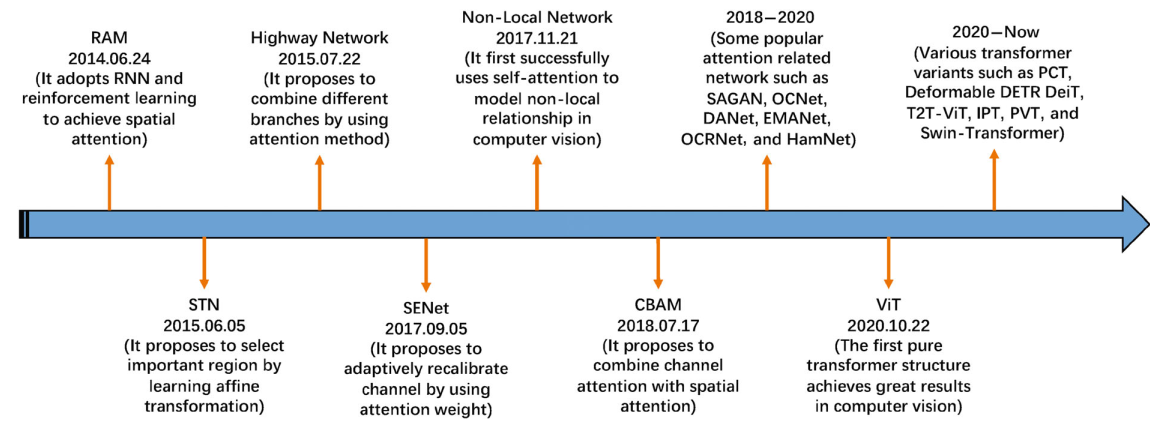 RAM
2014.06.24
(It adopts RNN and
reinforcement learning
to achieve spatial
attention)
Highway Network
2015.07.22
(It proposes to
combine different
branches by using
attention method)
Non-Local Network
2017.11.21
(It first successfully
uses self-attention to
model non-local
relationship in
computer vision)
2018—2020
(Some popular
attention related
network such as
SAGAN, OCNet,
DANet, EMANet,
OCRNet, and HamNet)
2020—Now
(Various transformer
variants such as PCT,
Deformable DETR DeiT,
T2T-ViT, IPT, PVT, and
Swin-Transformer)
STN
2015.06.05
(It proposes to select
important region by
learning affine
transformation)
SENet
2017.09.05
(It proposes to
adaptively recalibrate
channel by using
attention weight)
CBAM
2018.07.17
(It proposes to
combine channel
attention with spatial
attention)
ViT
2020.10.22
(The first pure
transformer structure
achieves great results
in computer vision)